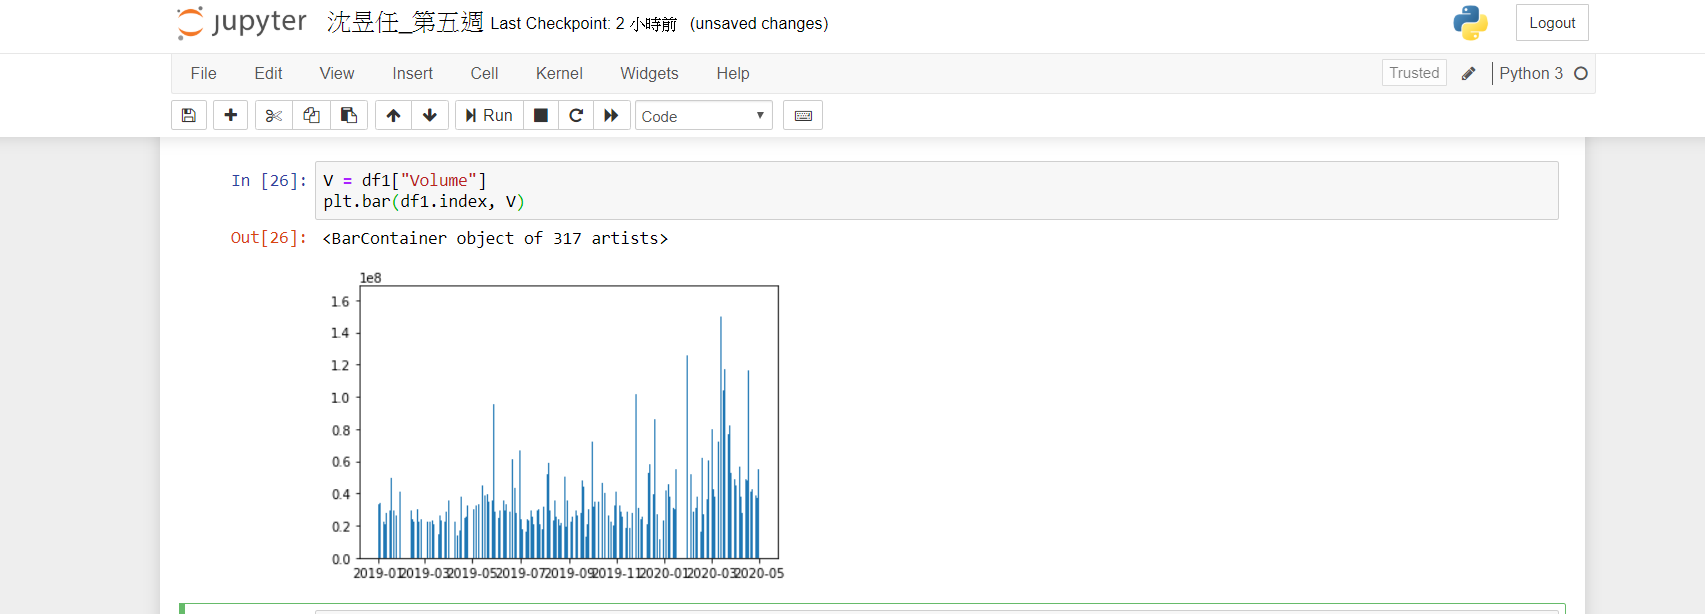 jupyter 沈昱任_第五週 Last Checkpoint: 2 小時前 (unsaved changes)
Logout
File Edit View Insert Cell Kernel Widgets Help
Trusted Python 3
Run Code
In [26]: V = df1["Volume"]
plt.bar(df1.index, V)
Out[26]: <BarContainer object of 317 artists>
1e8
1.6
1.4
1.2
1.0
0.8
0.6
0.4
0.2
0.0
2019-01 2019-03 2019-05 2019-07 2019-09 2019-11 2020-01 2020-03 2020-05